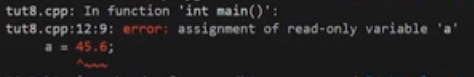 tut8.cpp: In function 'int main()':
tut8.cpp:12:9: error: assignment of read-only variable 'a'
a = 45.6;
^~~~